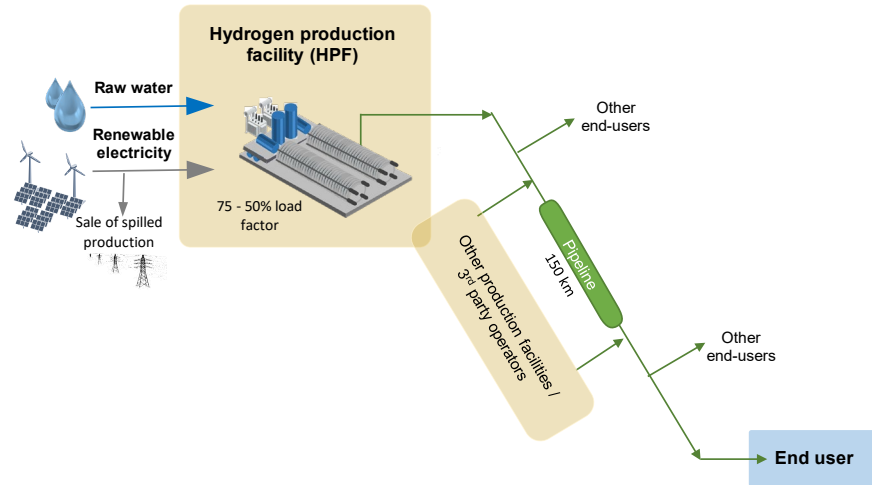 Hydrogen production
facility (HPF)
Raw water
Renewable
electricity
75 - 50% load
factor
Sale of spilled
production
Other
end-users
Pipeline
150 km
Other production facilities /
3rd party operators
Other
end-users
End user